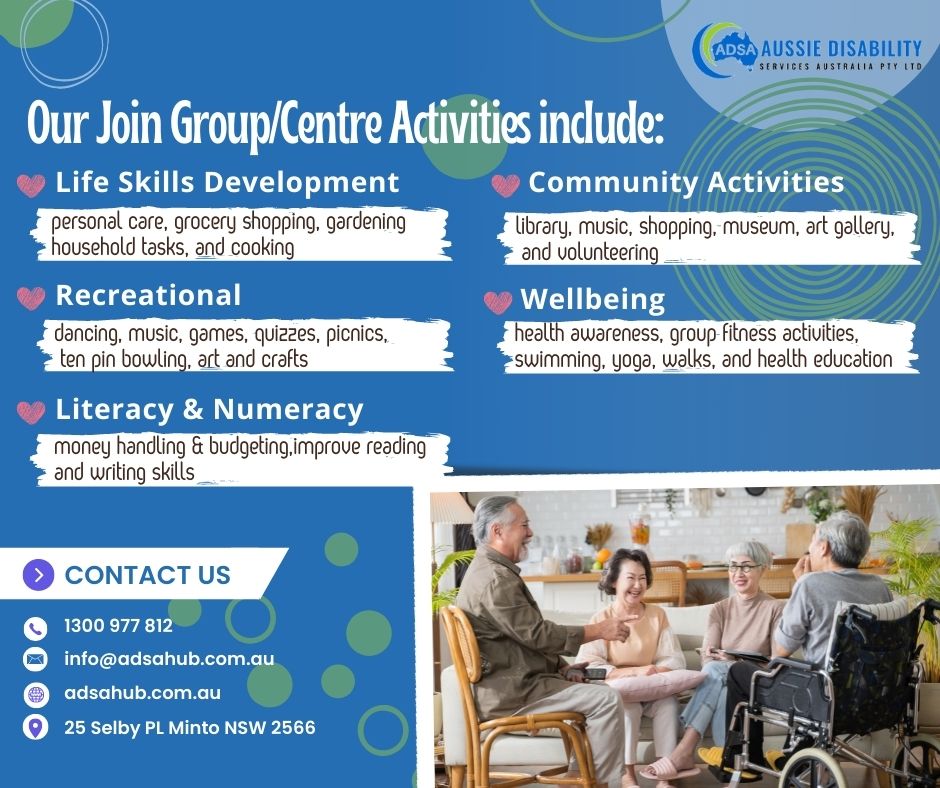 ADSA AUSSIE DISABILITY
SERVICES AUSTRALIA PTY LTD
Our Join Group/Centre Activities include:
Life Skills Development
personal care, grocery shopping, gardening
household tasks, and cooking
Recreational
dancing, music, games, quizzes, picnics,
ten pin bowling, art and crafts
Literacy & Numeracy
money handling & budgeting,improve reading
and writing skills
Community Activities
library, music, shopping, museum, art gallery,
and volunteering
Wellbeing
health awareness, group fitness activities,
swimming, yoga, walks, and health education
CONTACT US
1300 977 812
info@adsahub.com.au
adsahub.com.au
25 Selby PL Minto NSW 2566